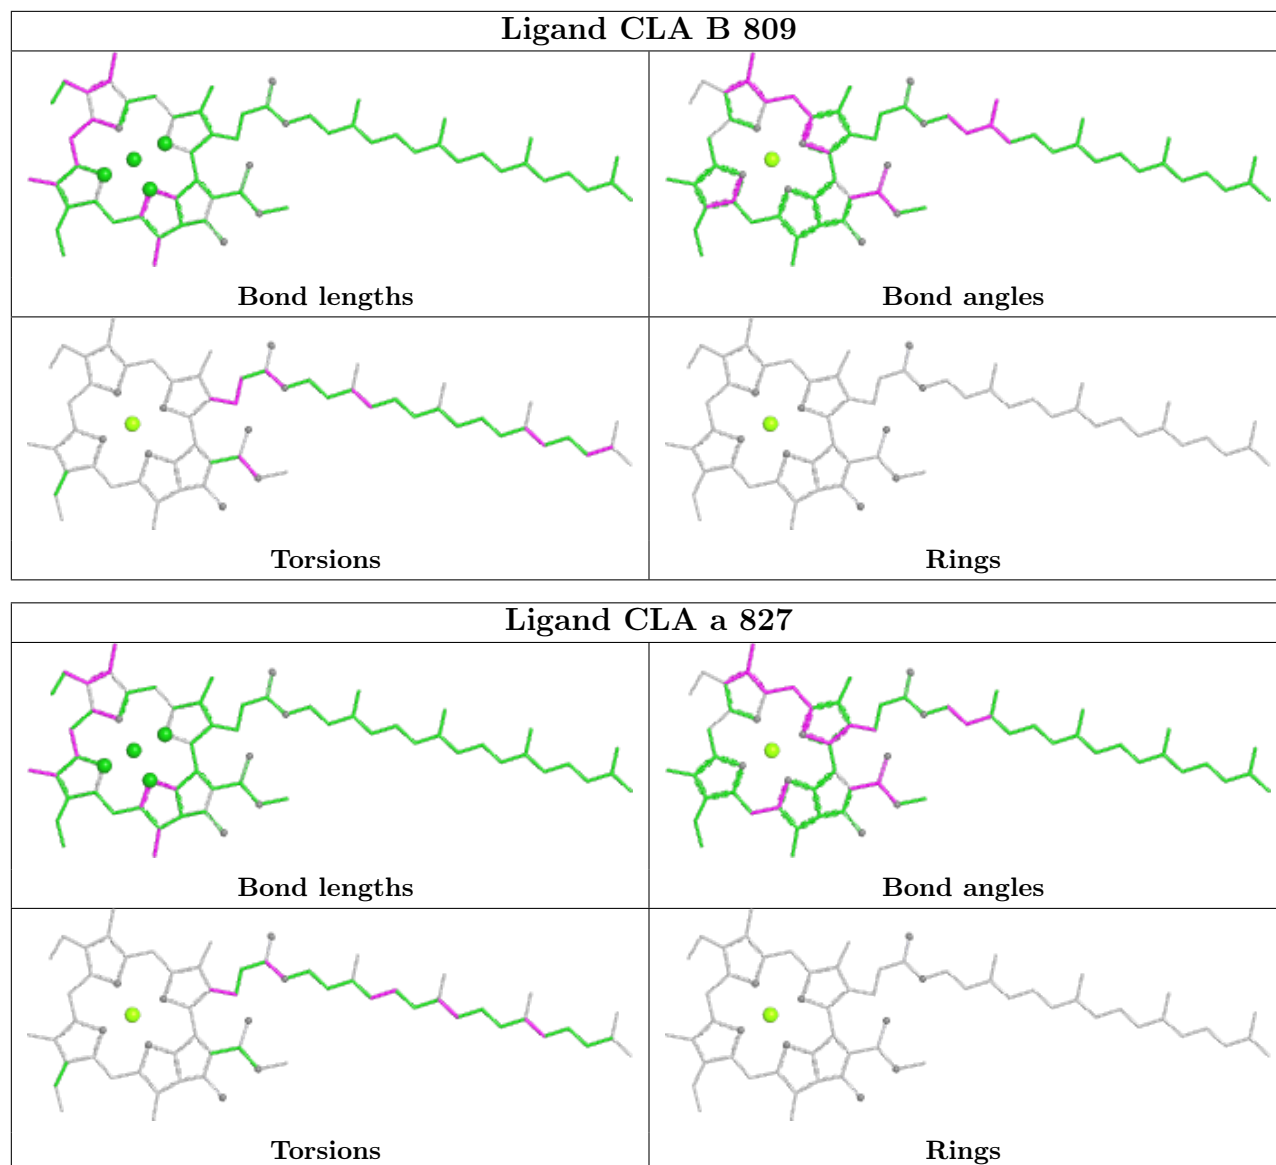 Ligand CLA B 809
Bond lengths
Bond angles
Torsions
Rings
Ligand CLA a 827
Bond lengths
Bond angles
Torsions
Rings